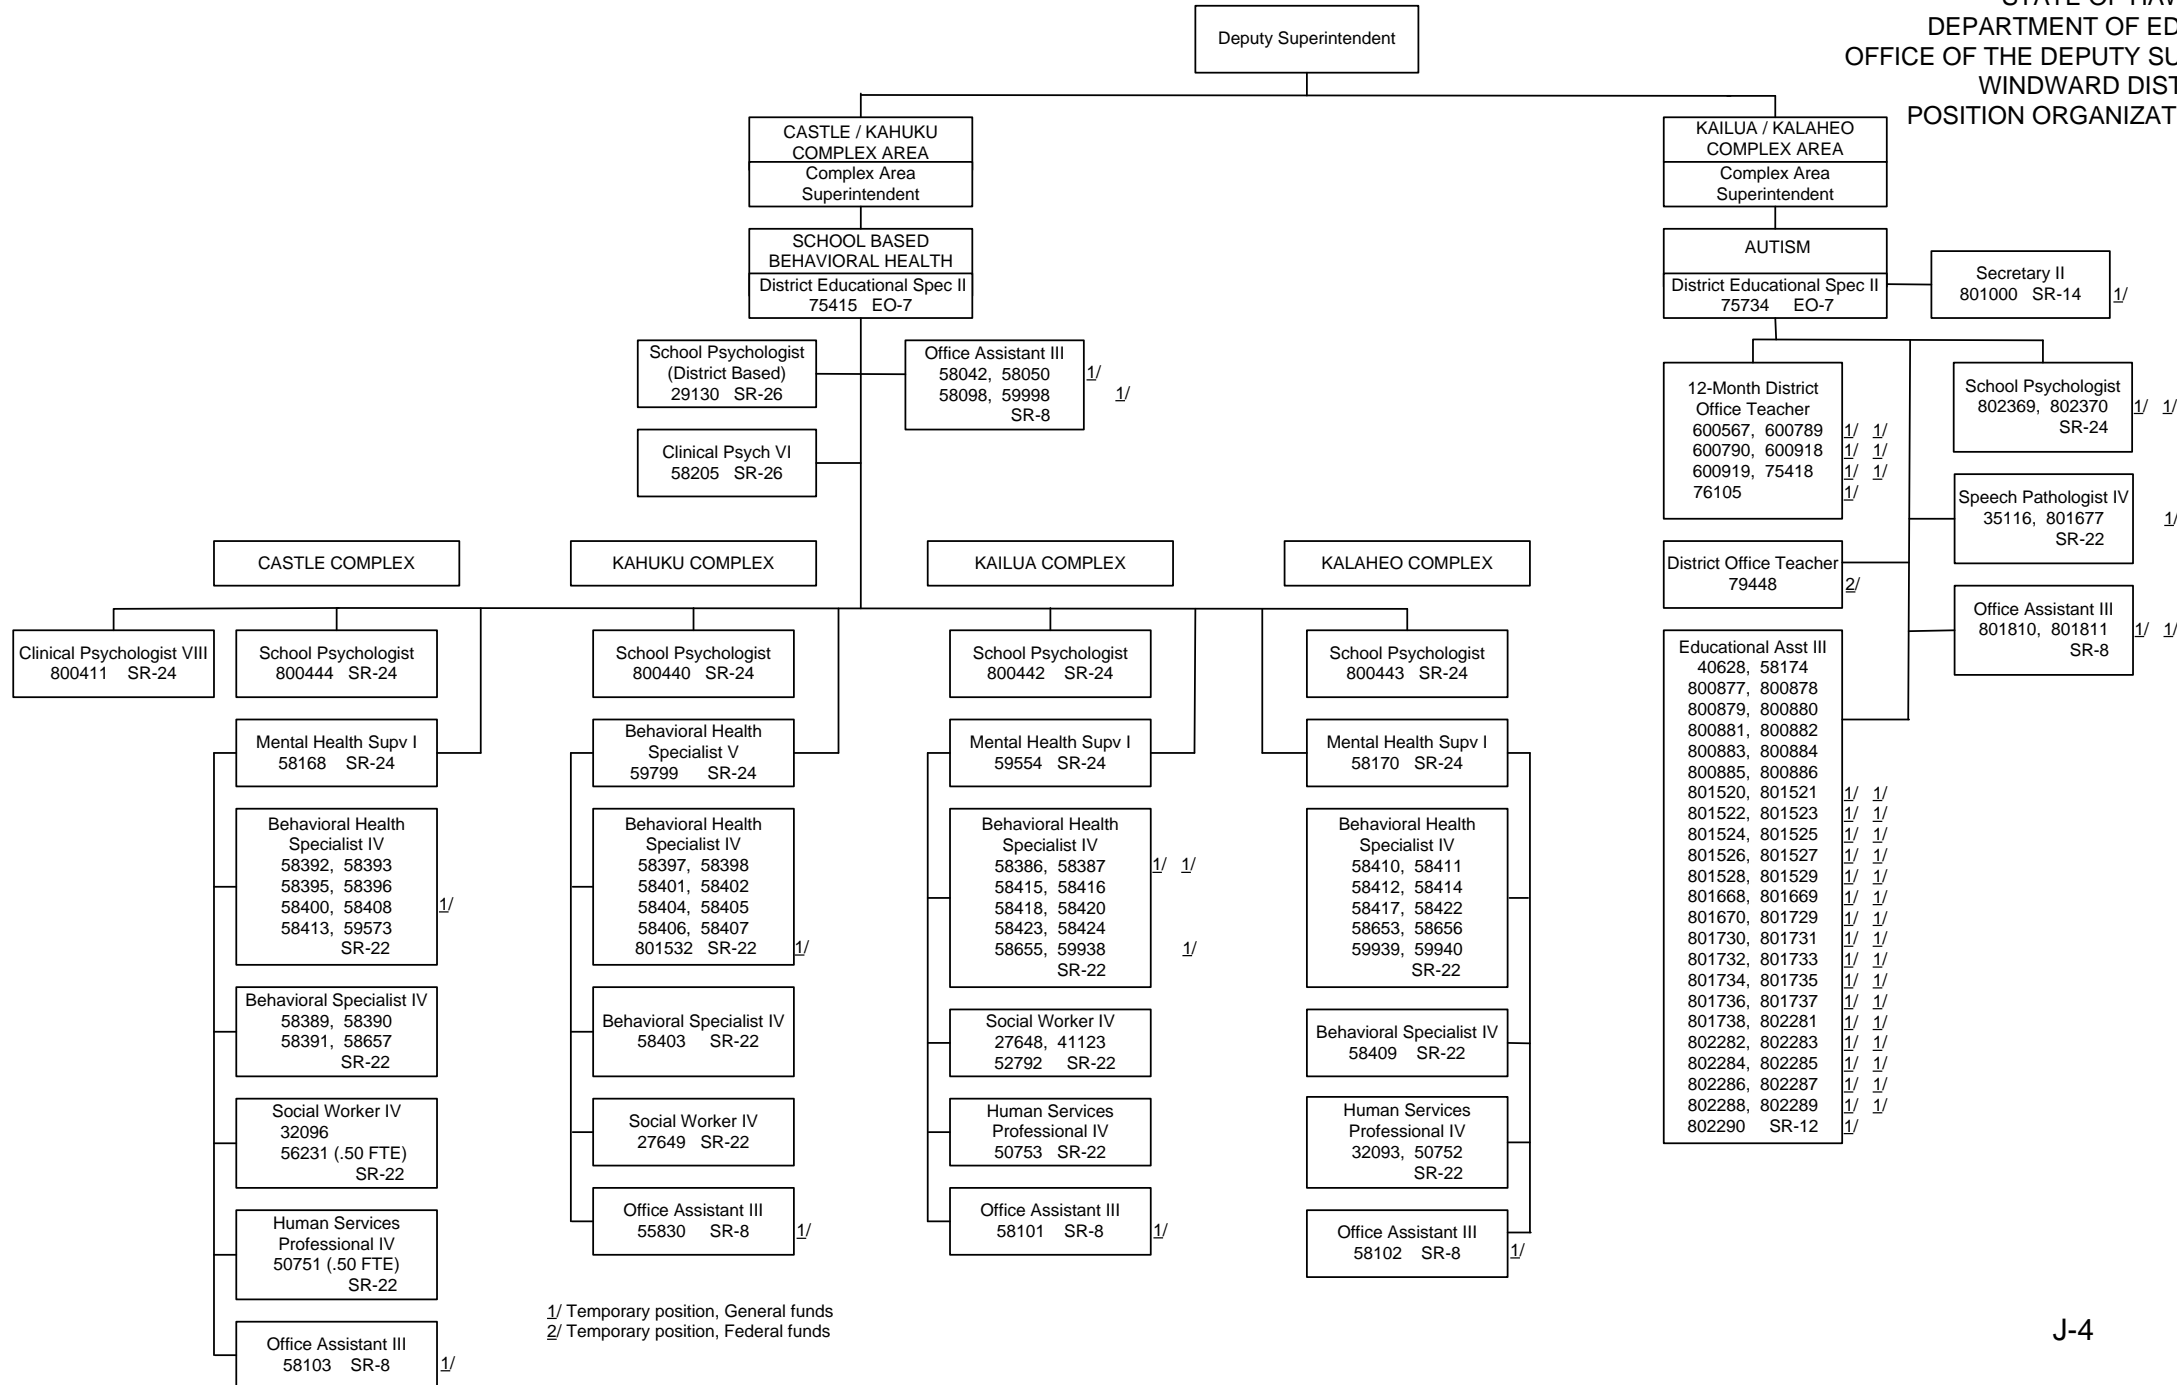 STATE OF HAW
DEPARTMENT OF ED
OFFICE OF THE DEPUTY SU
WINDWARD DIST
POSITION ORGANIZAT
Deputy Superintendent
CASTLE / KAHUKU
COMPLEX AREA
Complex Area
Superintendent
SCHOOL BASED
BEHAVIORAL HEALTH
District Educational Spec II
75415 EO-7
School Psychologist
(District Based)
29130 SR-26
Office Assistant III
58042, 58050 1/
58098, 59998 1/
SR-8
Clinical Psych VI
58205 SR-26
KAILUA / KALAHEO
COMPLEX AREA
Complex Area
Superintendent
AUTISM
District Educational Spec II
75734 EO-7
Secretary II
801000 SR-14 1/
12-Month District
Office Teacher
600567, 600789 1/ 1/
600790, 600918 1/ 1/
600919, 75418 1/ 1/
76105 1/
School Psychologist
802369, 802370 1/ 1/
SR-24
Speech Pathologist IV
35116, 801677 1/
SR-22
District Office Teacher
79448 2/
Office Assistant III
801810, 801811 1/ 1/
SR-8
Educational Asst III
40628, 58174
800877, 800878
800879, 800880
800881, 800882
800883, 800884
800885, 800886
801520, 801521 1/ 1/
801522, 801523 1/ 1/
801524, 801525 1/ 1/
801526, 801527 1/ 1/
801528, 801529 1/ 1/
801668, 801669 1/ 1/
801670, 801729 1/ 1/
801730, 801731 1/ 1/
801732, 801733 1/ 1/
801734, 801735 1/ 1/
801736, 801737 1/ 1/
801738, 802281 1/ 1/
802282, 802283 1/ 1/
802284, 802285 1/ 1/
802286, 802287 1/ 1/
802288, 802289 1/ 1/
802290 SR-12 1/
CASTLE COMPLEX
Clinical Psychologist VIII
800411 SR-24
School Psychologist
800444 SR-24
Mental Health Supv I
58168 SR-24
Behavioral Health
Specialist IV
58392, 58393
58395, 58396
58400, 58408 1/
58413, 59573
SR-22
Behavioral Specialist IV
58389, 58390
58391, 58657
SR-22
Social Worker IV
32096
56231 (.50 FTE)
SR-22
Human Services
Professional IV
50751 (.50 FTE)
SR-22
Office Assistant III
58103 SR-8 1/
KAHUKU COMPLEX
School Psychologist
800440 SR-24
Behavioral Health
Specialist V
59799 SR-24
Behavioral Health
Specialist IV
58397, 58398
58401, 58402
58404, 58405
58406, 58407
801532 SR-22 1/
Behavioral Specialist IV
58403 SR-22
Social Worker IV
27649 SR-22
Office Assistant III
55830 SR-8 1/
KAILUA COMPLEX
School Psychologist
800442 SR-24
Mental Health Supv I
59554 SR-24
Behavioral Health
Specialist IV
58386, 58387 1/ 1/
58415, 58416
58418, 58420
58423, 58424
58655, 59938 1/
SR-22
Social Worker IV
27648, 41123
52792 SR-22
Human Services
Professional IV
50753 SR-22
Office Assistant III
58101 SR-8 1/
KALAHEO COMPLEX
School Psychologist
800443 SR-24
Mental Health Supv I
58170 SR-24
Behavioral Health
Specialist IV
58410, 58411
58412, 58414
58417, 58422
58653, 58656
59939, 59940
SR-22
Behavioral Specialist IV
58409 SR-22
Human Services
Professional IV
32093, 50752
SR-22
Office Assistant III
58102 SR-8 1/
1/ Temporary position, General funds
2/ Temporary position, Federal funds
J-4